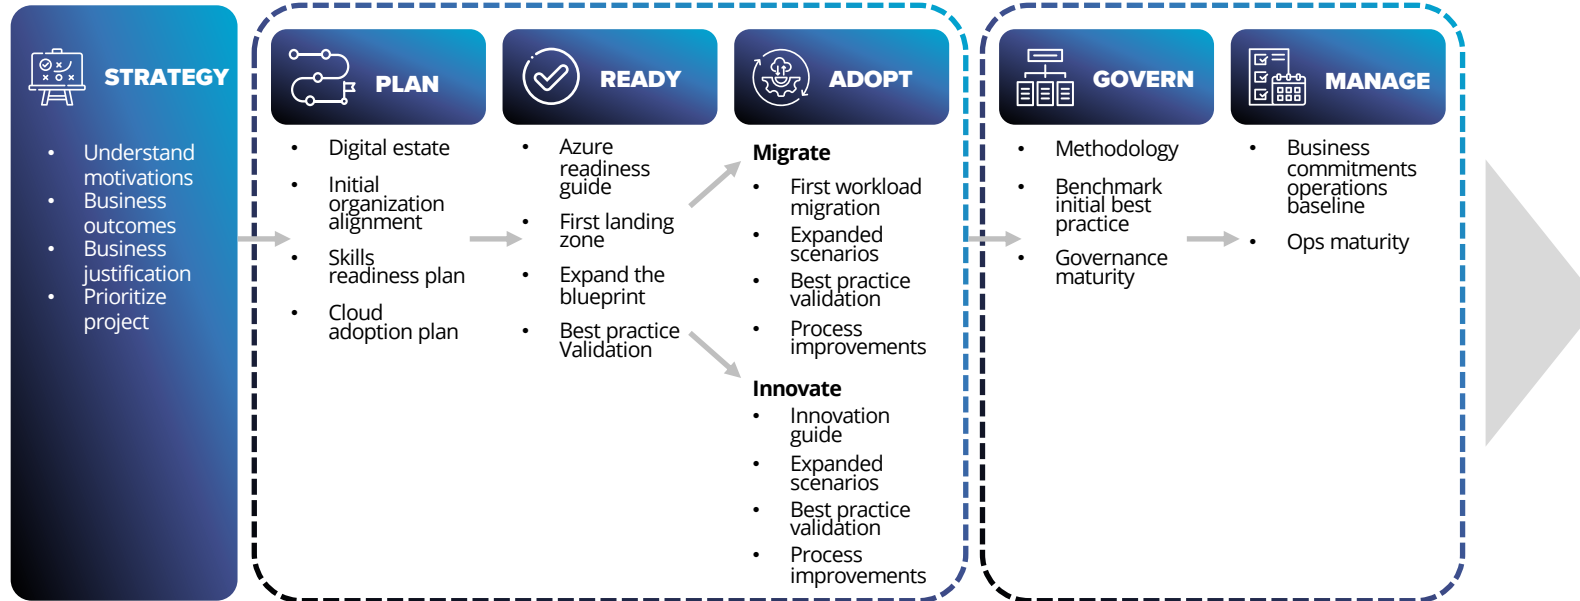 STRATEGY
Understand
motivations
Business
outcomes
Business
justification
Prioritize
project
PLAN
Digital estate
Initial
organization
alignment
Skills
readiness plan
Cloud
adoption plan
READY
Azure
readiness
guide
First landing
zone
Expand the
blueprint
Best practice
Validation
ADOPT
Migrate
First workload
migration
Expanded
scenarios
Best practice
validation
Process
improvements
Innovate
Innovation
guide
Expanded
scenarios
Best practice
validation
Process
improvements
GOVERN
Methodology
Benchmark
initial best
practice
Governance
maturity
MANAGE
Business
commitments
operations
baseline
Ops maturity